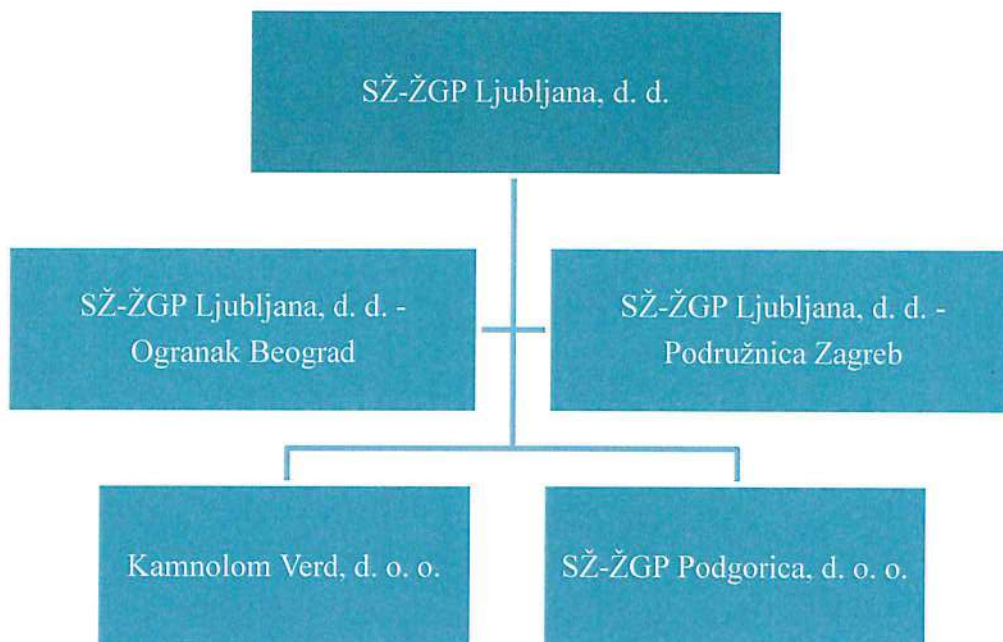 SŽ-ŽGP Ljubljana, d. d.
SŽ-ŽGP Ljubljana, d. d. -
Ogranak Beograd
SŽ-ŽGP Ljubljana, d. d. -
Podružnica Zagreb
Kamnolom Verd, d. o. o.
SŽ-ŽGP Podgorica, d. o. o.